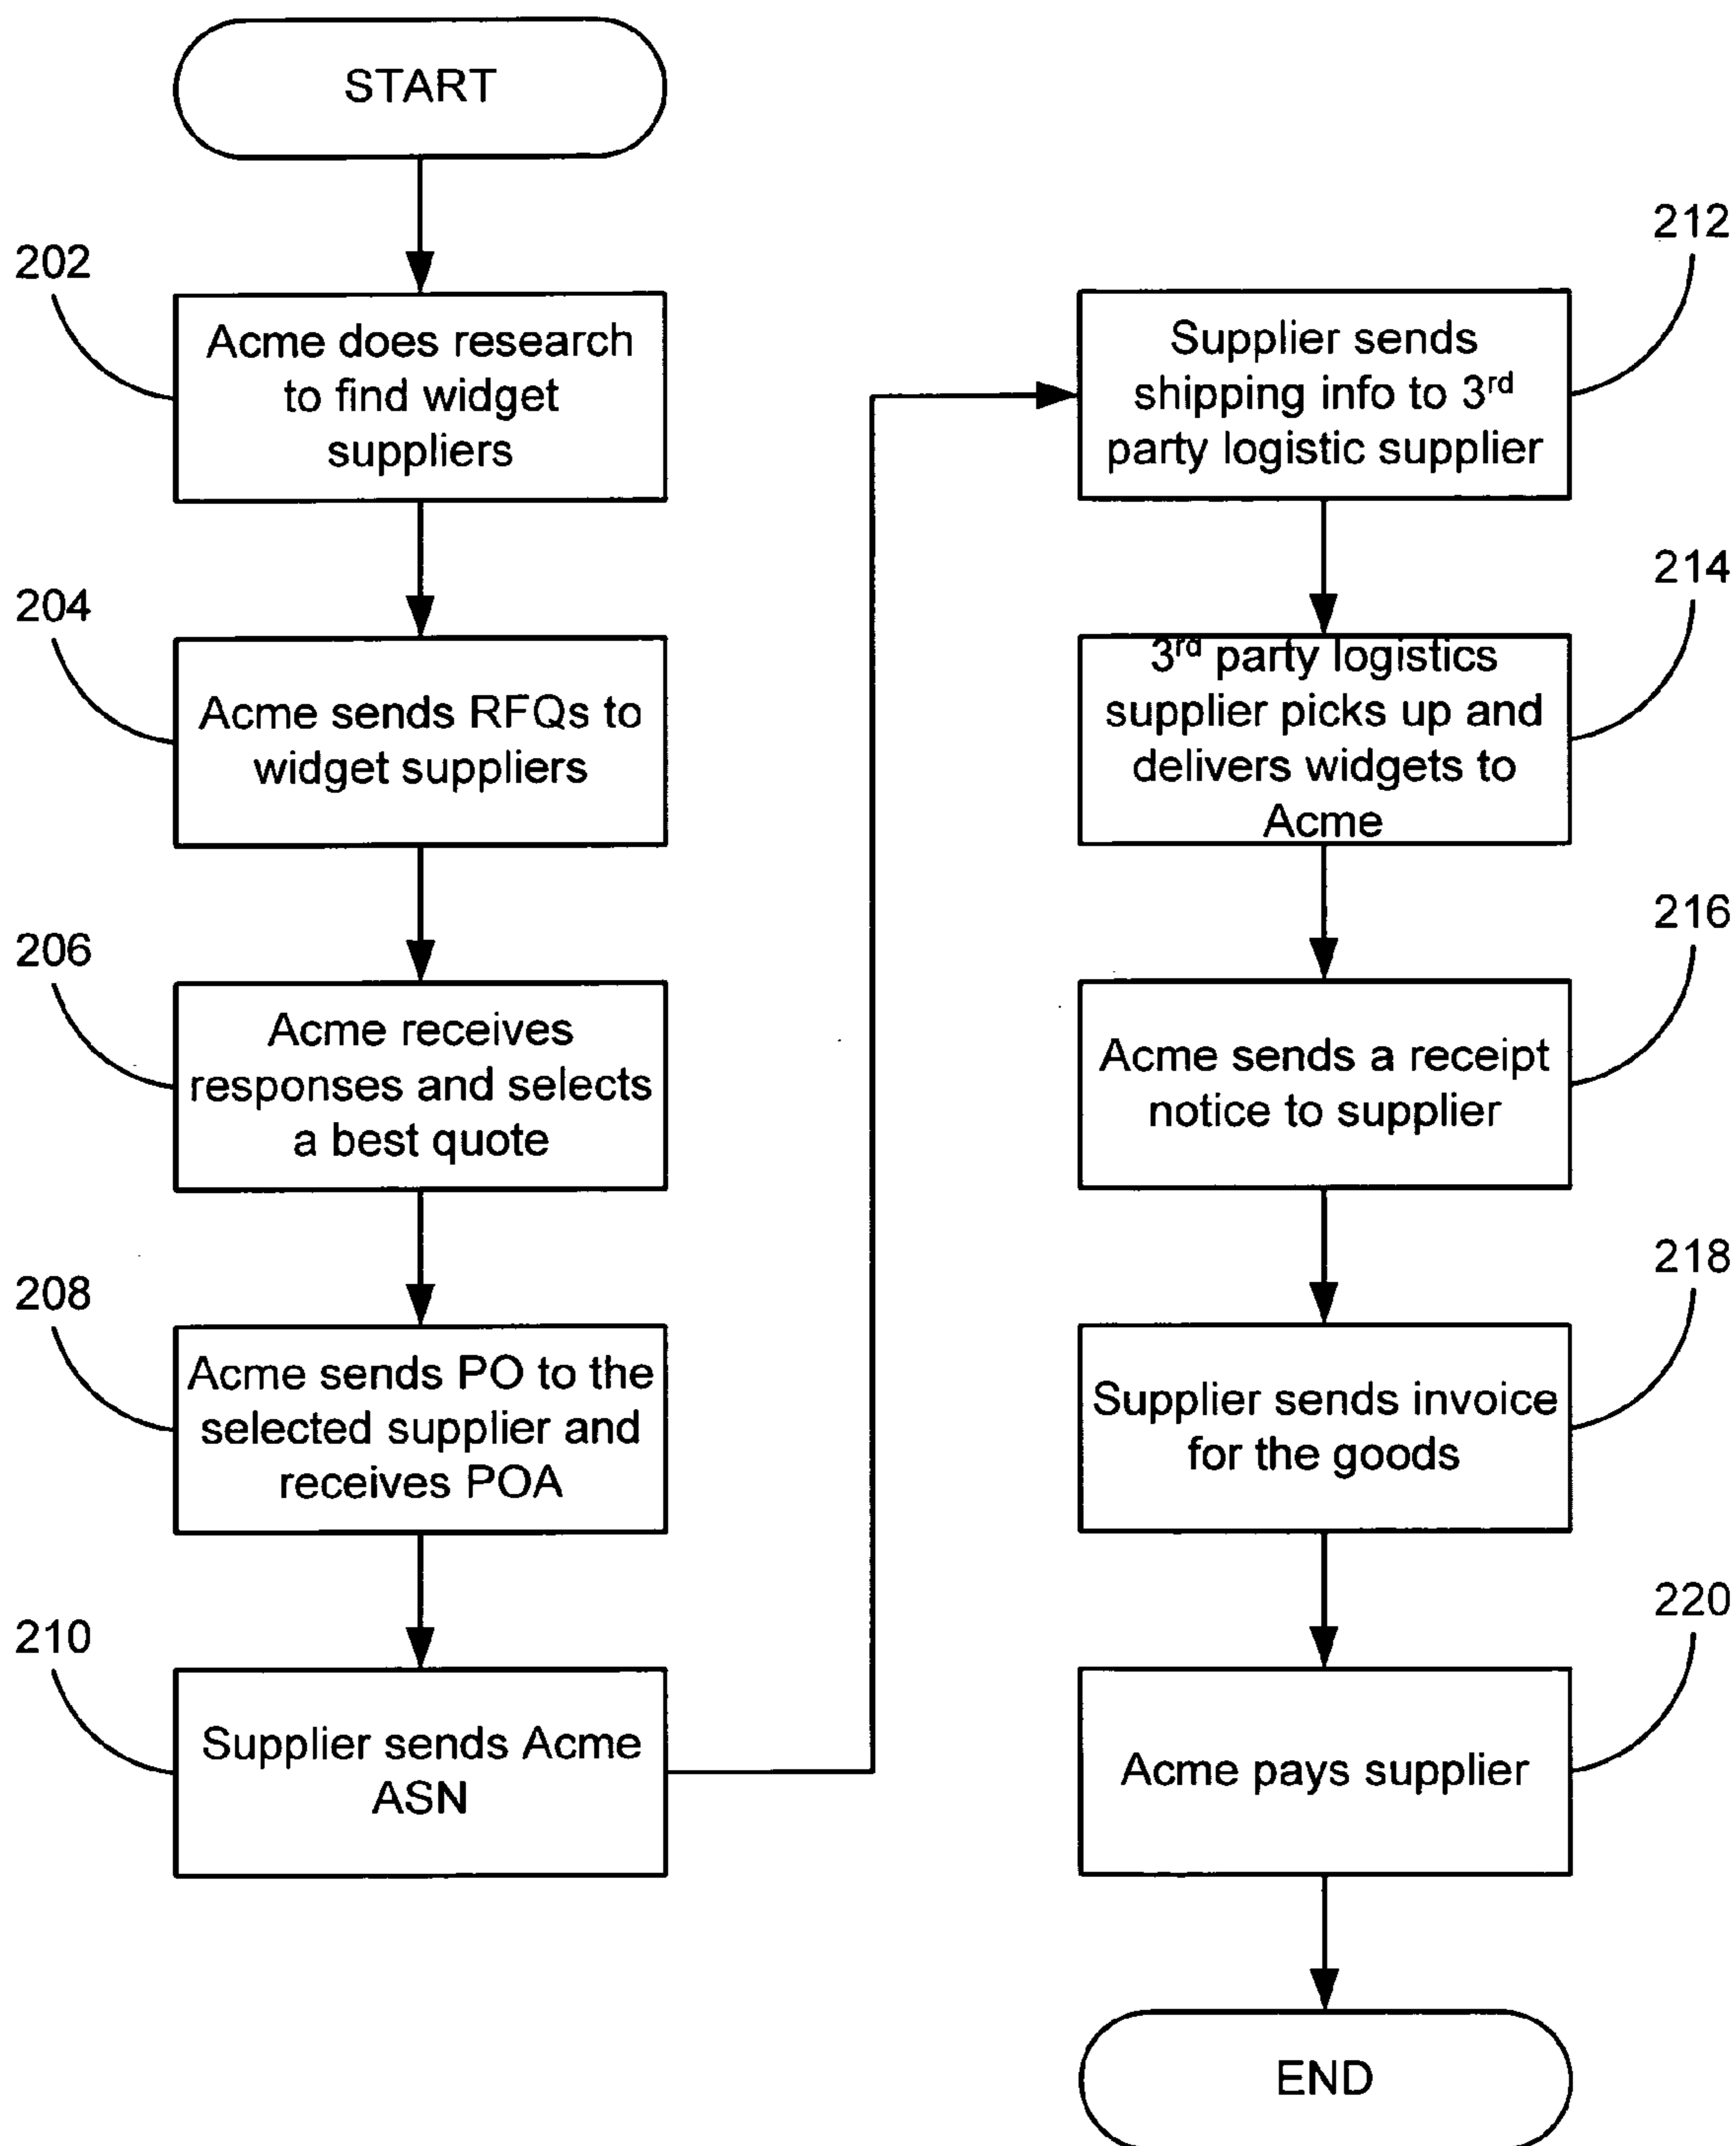 START
202
Acme does research
to find widget
suppliers
204
Acme sends RFQs to
widget suppliers
206
Acme receives
responses and selects
a best quote
208
Acme sends PO to the
selected supplier and
receives POA
210
Supplier sends Acme
ASN
212
Supplier sends
shipping info to 3rd
party logistic supplier
214
3rd party logistics
supplier picks up and
delivers widgets to
Acme
216
Acme sends a receipt
notice to supplier
218
Supplier sends invoice
for the goods
220
Acme pays supplier
END